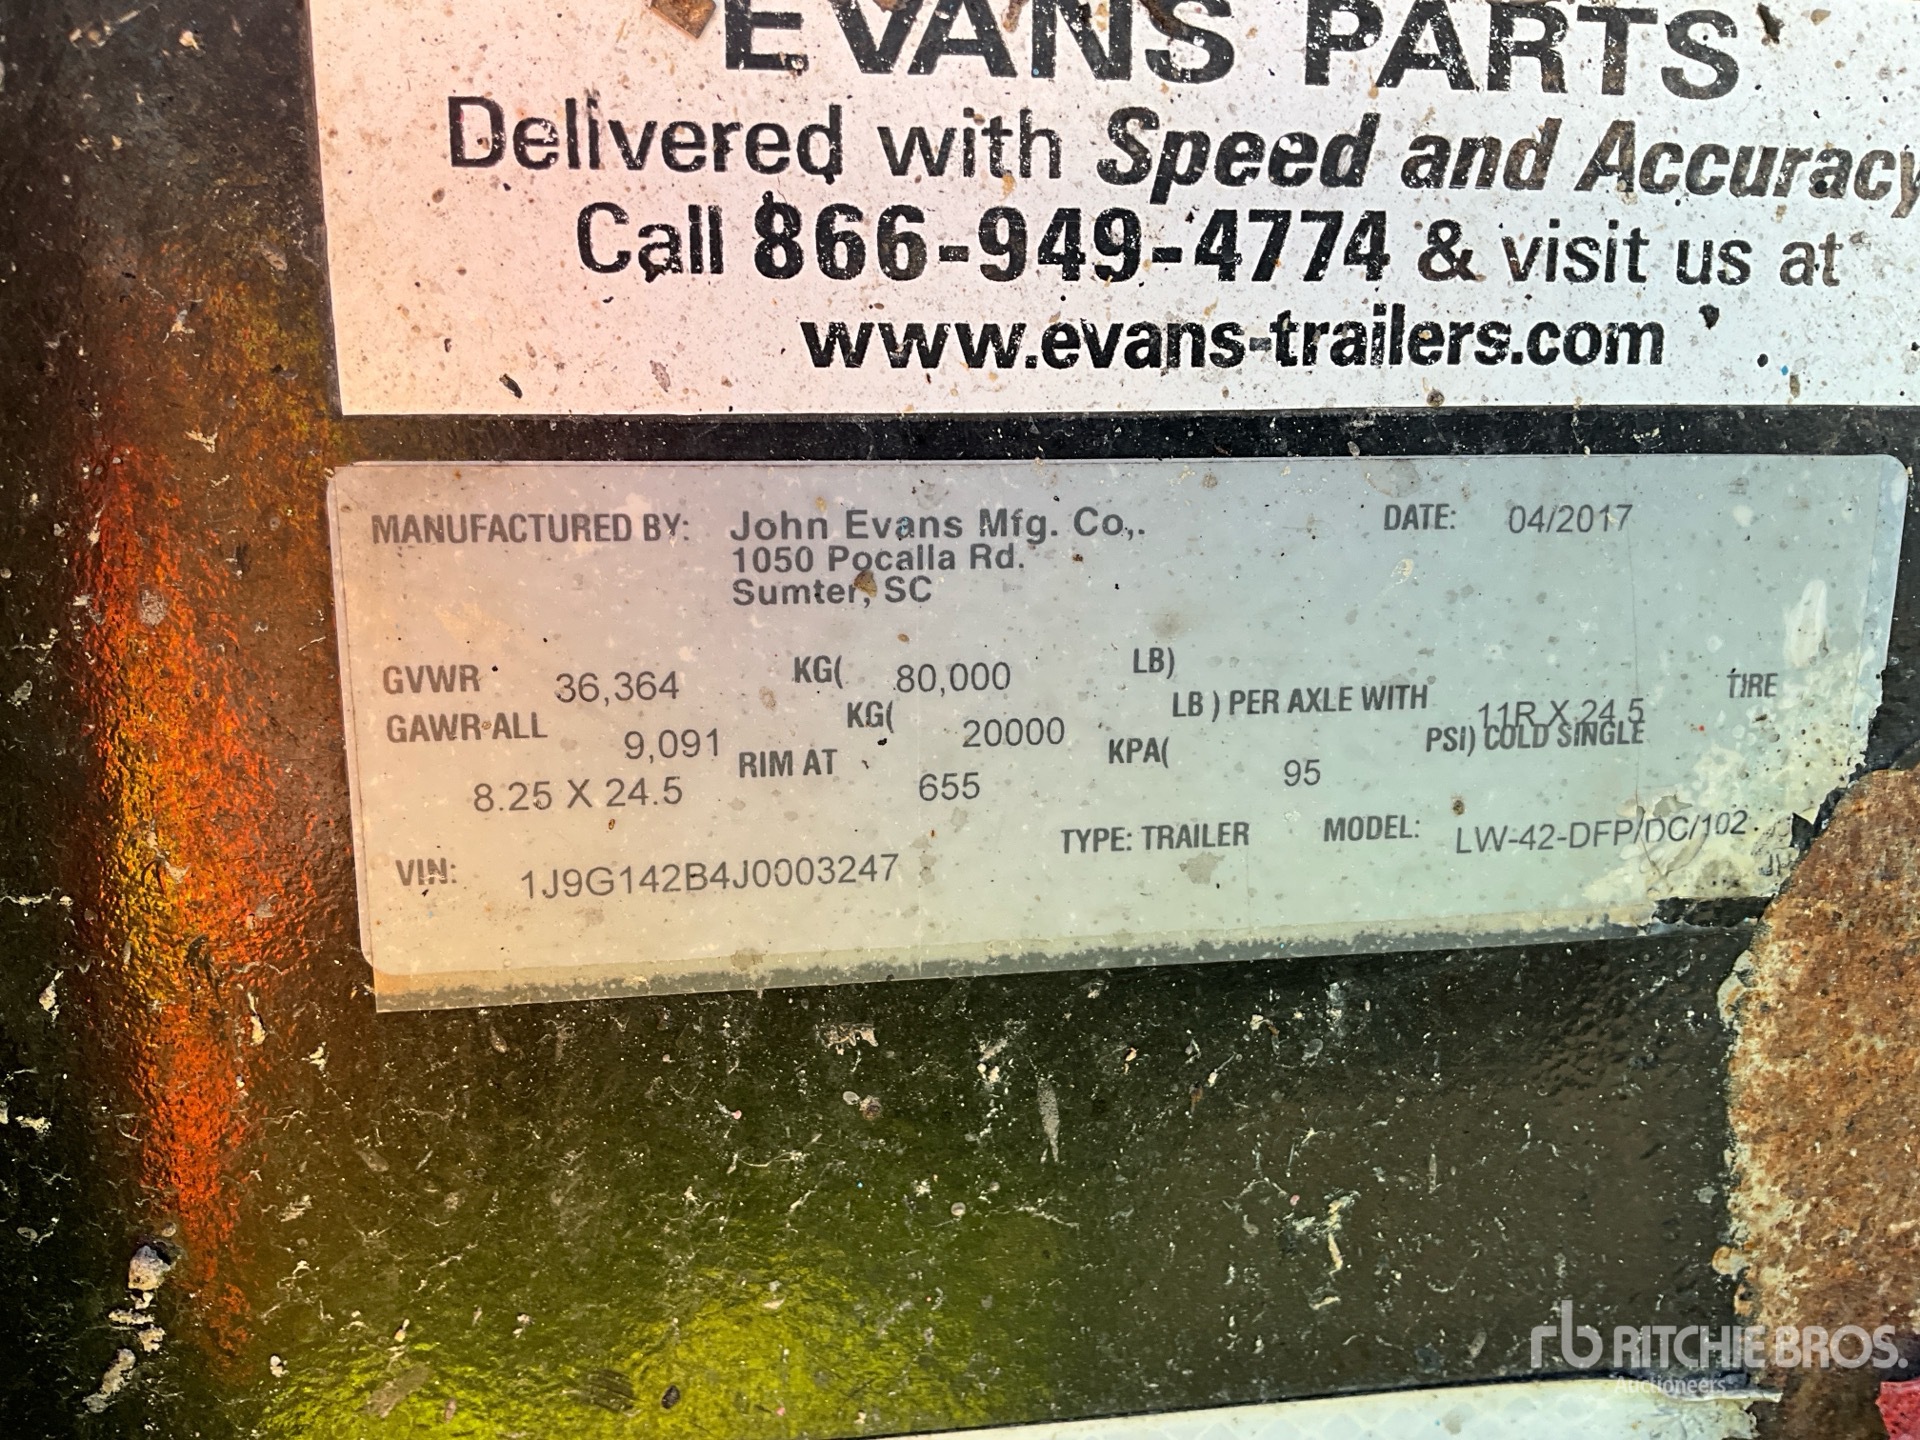 EVANS PARTS
Delivered with Speed and Accuracy
Call 866-949-4774 & visit us at
www.evans-trailers.com
MANUFACTURED BY: John Evans Mfg. Co,. DATE: 04/2017
1050 Pocalla Rd.
Sumter, SC
GVWR 36,364 KG( 80,000 LB)
GAWR ALL 9,091 KG( 20000 LB ) PER AXLE WITH 11R X 24.5 TIRE
8.25 X 24.5 RIM AT 655 KPA( 95 PSI) COLD SINGLE
VIN: 1J9G142B4J0003247 TYPE: TRAILER MODEL: LW-42-DFP/DC/102
rb RITCHIE BROS.
Auctioneers